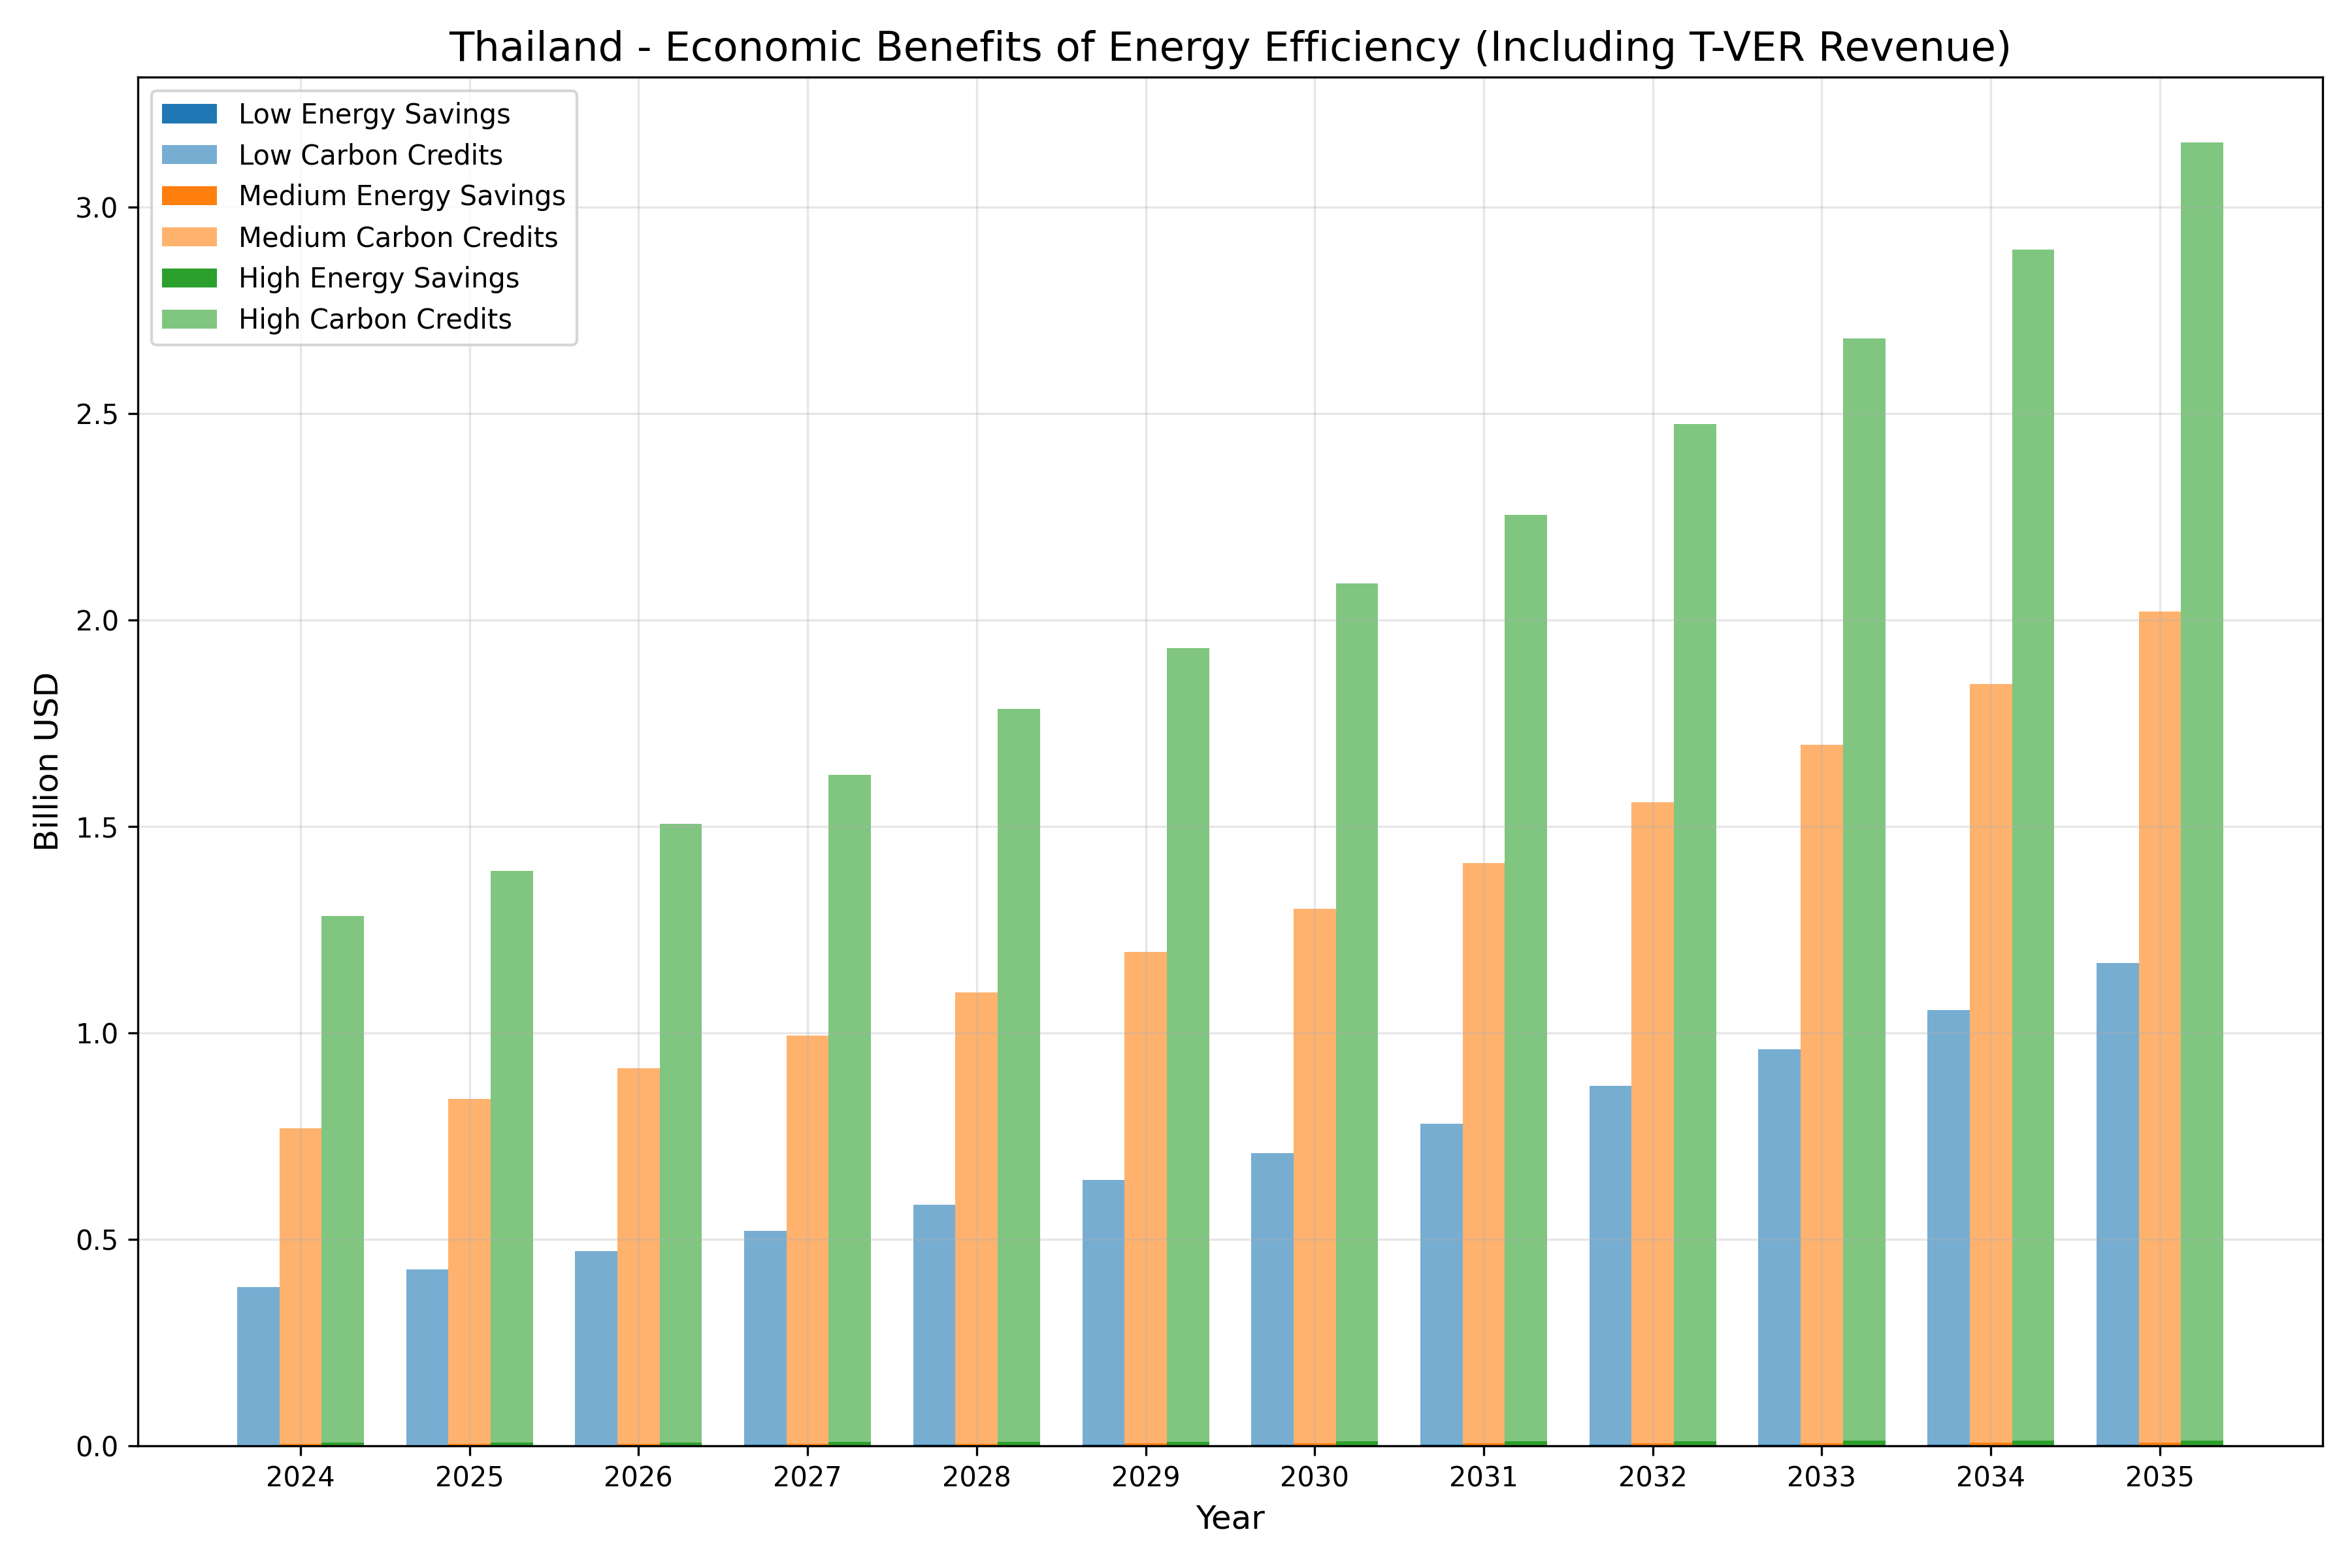 Thailand - Economic Benefits of Energy Efficiency (Including T-VER Revenue)
Low Energy Savings
Low Carbon Credits
Medium Energy Savings
Medium Carbon Credits
High Energy Savings
High Carbon Credits
Billion USD
3.0
2.5
2.0
1.5
1.0
0.5
0.0
2024 2025 2026 2027 2028 2029 2030 2031 2032 2033 2034 2035
Year